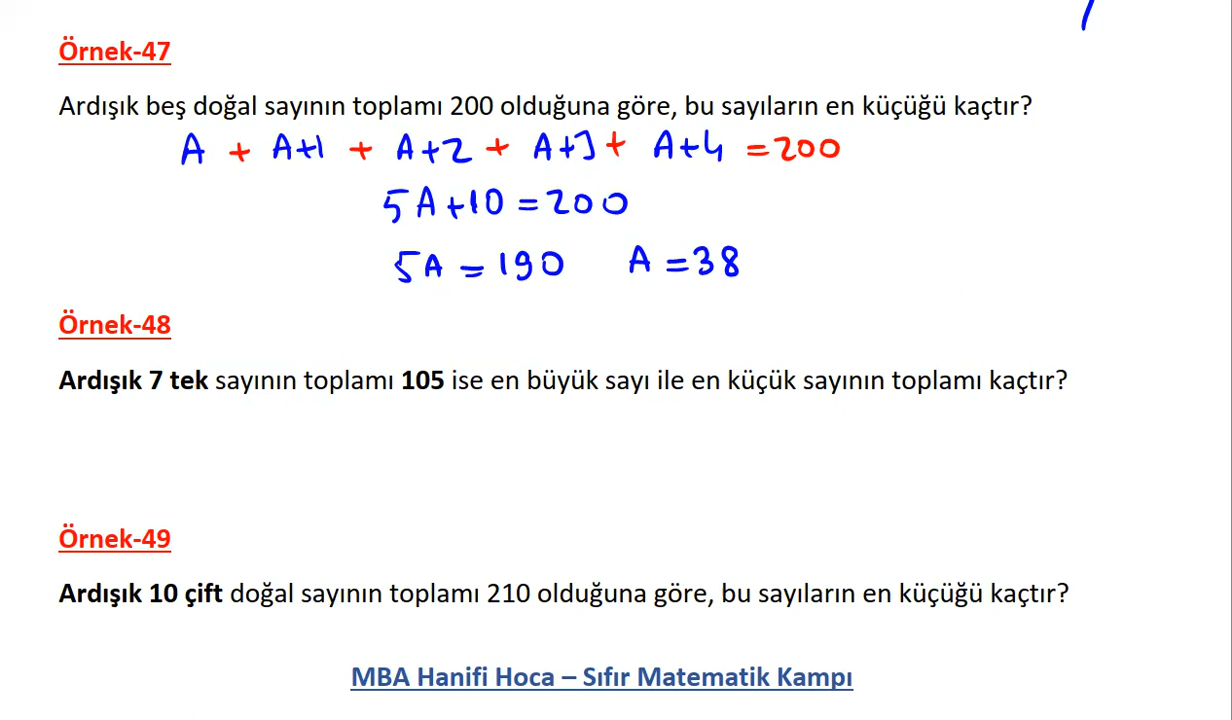 Örnek-47
Ardışık beş doğal sayının toplamı 200 olduğuna göre, bu sayıların en küçüğü kaçtır?
A + A+1 + A+2 + A+3 + A+4 = 200
5A+10 = 200
5A = 190 A = 38
Örnek-48
Ardışık 7 tek sayının toplamı 105 ise en büyük sayı ile en küçük sayının toplamı kaçtır?
Örnek-49
Ardışık 10 çift doğal sayının toplamı 210 olduğuna göre, bu sayıların en küçüğü kaçtır?
MBA Hanifi Hoca – Sıfır Matematik Kampı